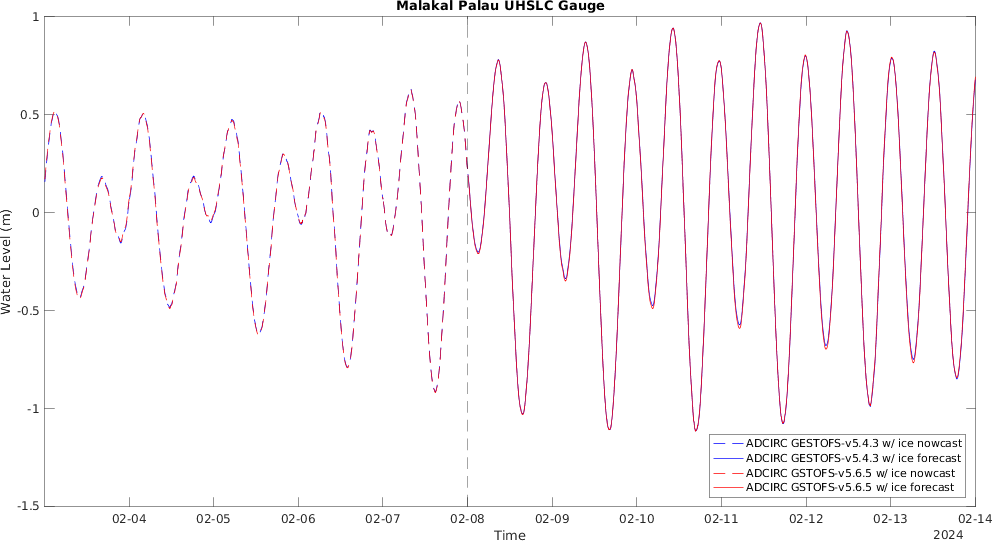 Malakal Palau UHSLC Gauge
Water Level (m)
1
0.5
0
-0.5
-1
-1.5
ADCIRC GESTOFS-v5.4.3 w/ ice nowcast
ADCIRC GESTOFS-v5.4.3 w/ ice forecast
ADCIRC GSTOFS-v5.6.5 w/ ice nowcast
ADCIRC GSTOFS-v5.6.5 w/ ice forecast
02-04 02-05 02-06 02-07 02-08 02-09 02-10 02-11 02-12 02-13 02-14
Time
2024